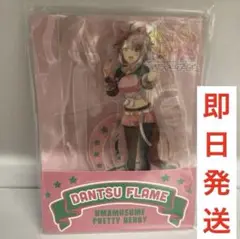 DANTSU FLAME
UMAMUSUME
PRETTY DERBY
即日発送